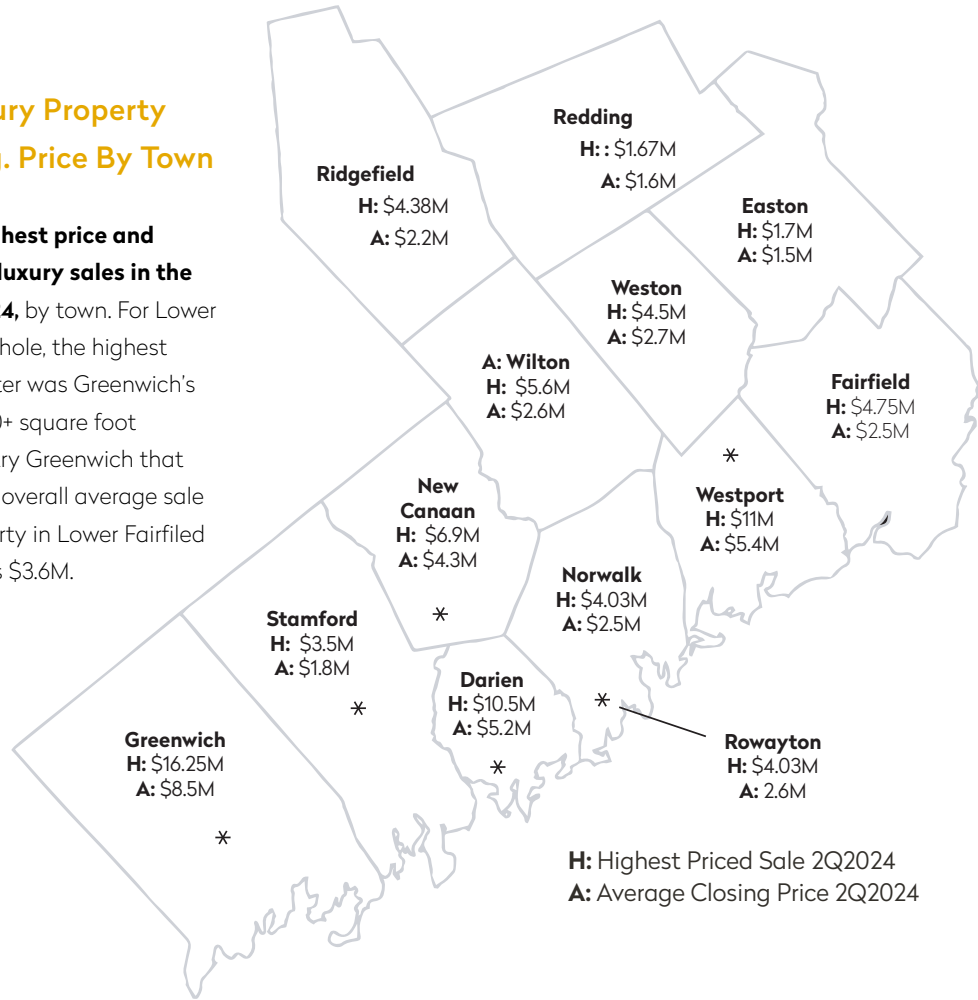 ury Property
. Price By Town
hest price and
luxury sales in the
24, by town. For Lower
hole, the highest
ter was Greenwich's
0+ square foot
ry Greenwich that
overall average sale
rty in Lower Fairfiled
s $3.6M.
Redding
H: : $1.67M
A: $1.6M
Ridgefield
H: $4.38M
A: $2.2M
Easton
H: $1.7M
A: $1.5M
Weston
H: $4.5M
A: $2.7M
A: Wilton
H: $5.6M
A: $2.6M
Fairfield
H: $4.75M
A: $2.5M
*
Westport
H: $11M
A: $5.4M
New
Canaan
H: $6.9M
A: $4.3M
*
Norwalk
H: $4.03M
A: $2.5M
*
Stamford
H: $3.5M
A: $1.8M
*
Darien
H: $10.5M
A: $5.2M
*
Greenwich
H: $16.25M
A: $8.5M
*
Rowayton
H: $4.03M
A: 2.6M
H: Highest Priced Sale 2Q2024
A: Average Closing Price 2Q2024